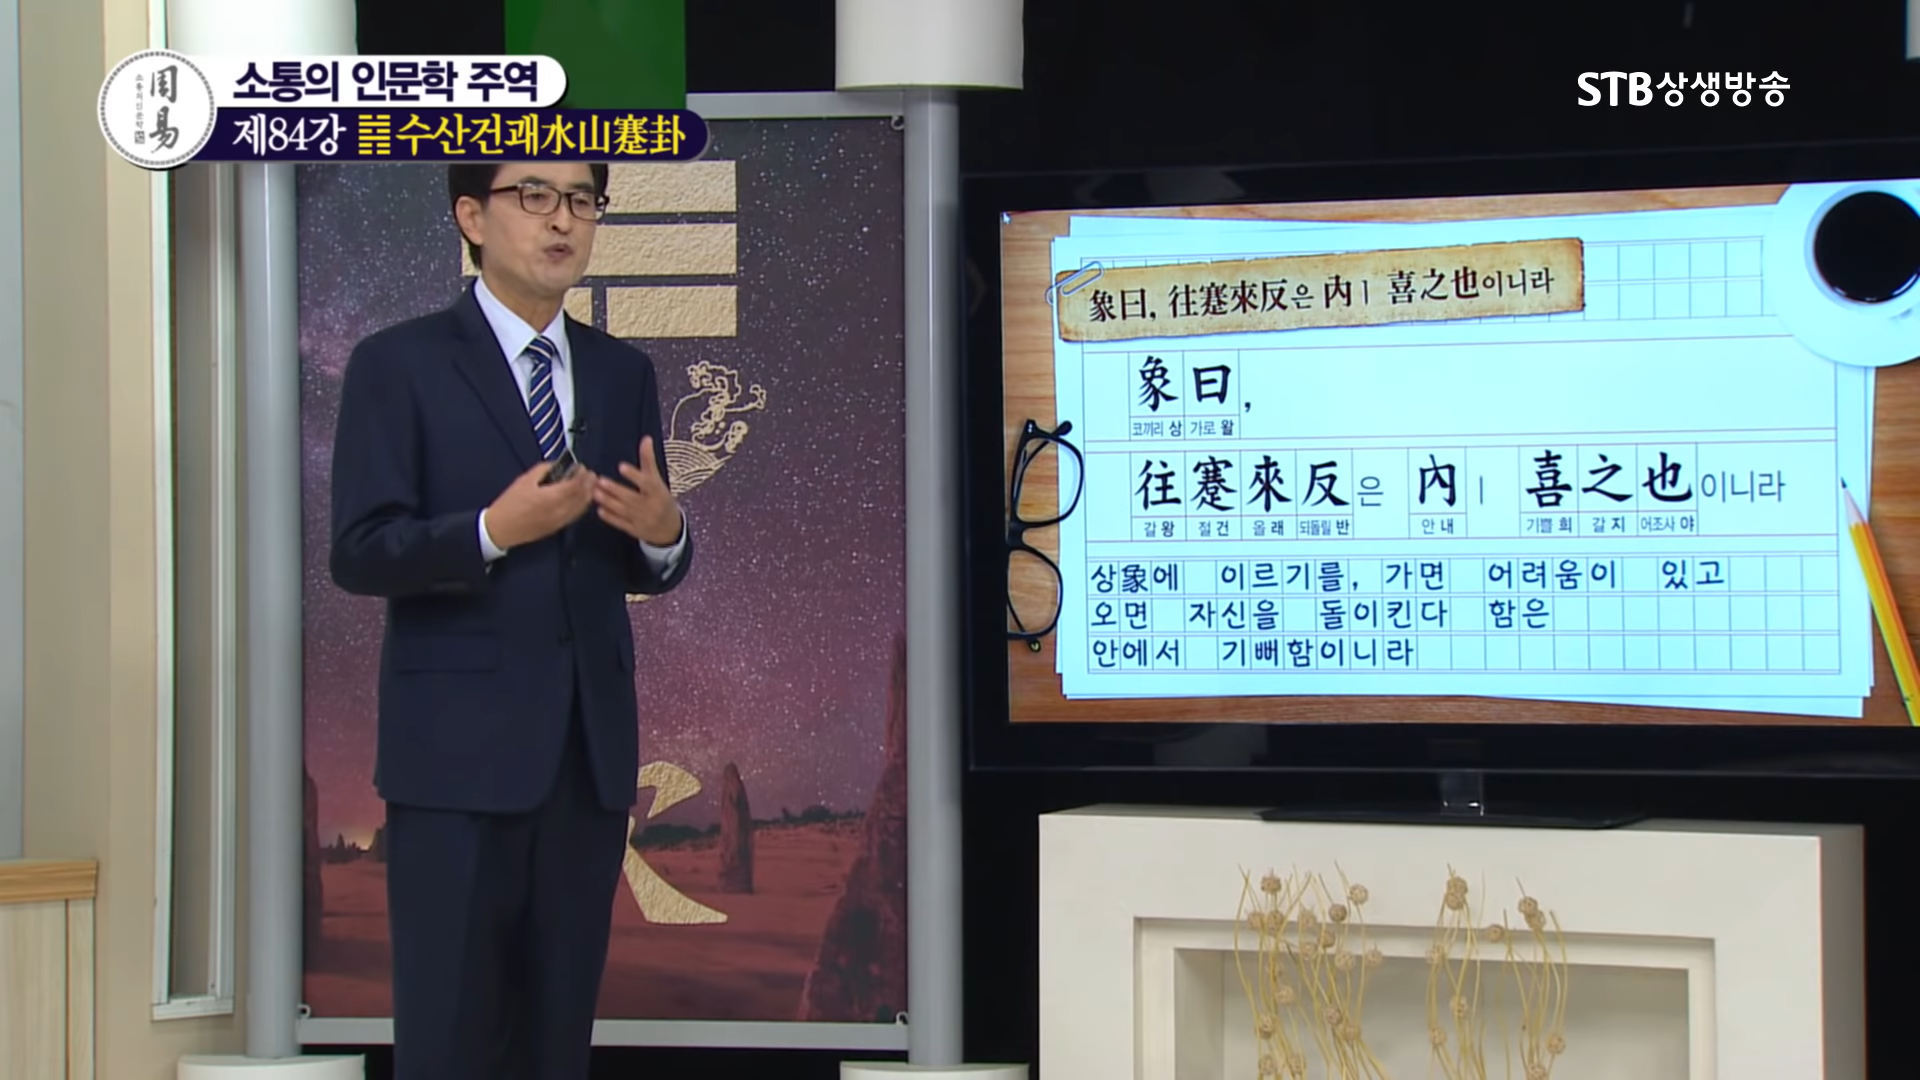 周易
소통의 인문학 주역
제84강 ䷦수산건괘水山蹇卦
STB상생방송
象曰, 往蹇來反은 內ㅣ 喜之也이니라
象曰,
코끼리 상 가로 왈
往蹇來反은 內ㅣ 喜之也이니라
갈 왕 절 건 올 래 되돌릴 반 안 내 기쁠 희 갈 지 어조사 야
상象에 이르기를, 가면 어려움이 있고
오면 자신을 돌이킨다 함은
안에서 기뻐함이니라